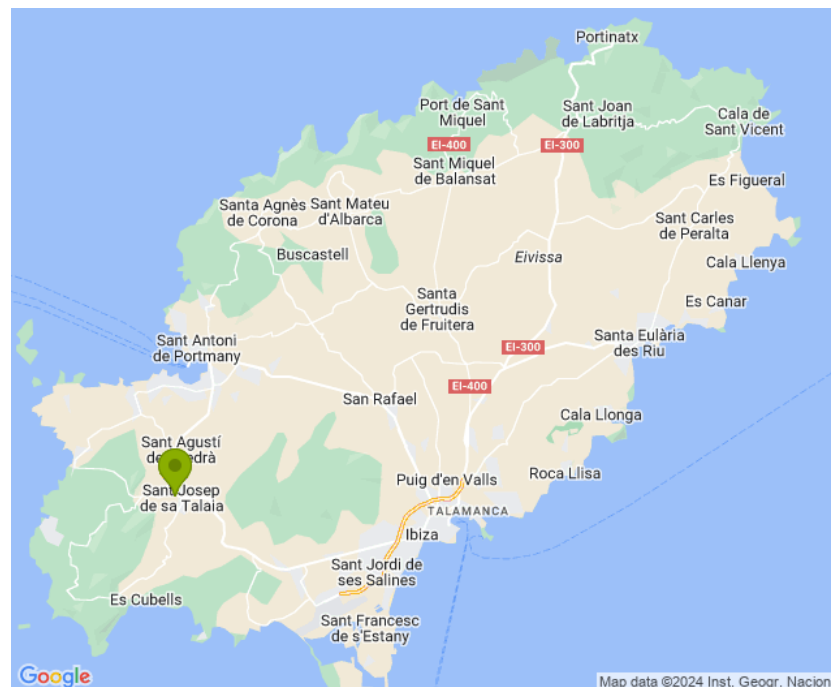 Portinatx
Port de Sant
Miquel
Sant Joan
de Labritja
Cala de
Sant Vicent
EI-400
EI-300
Sant Miquel
de Balansat
Es Figueral
Santa Agnès
de Corona
Sant Mateu
d'Albarca
Sant Carles
de Peralta
Buscastell
Eivissa
Cala Llenya
Santa
Gertrudis
de Fruitera
Es Canar
Sant Antoni
de Portmany
Santa Eulària
des Riu
EI-300
EI-400
San Rafael
Cala Llonga
Sant Agustí
Roca Llisa
Puig d'en Valls
Sant Josep
de sa Talaia
TALAMANCA
Ibiza
Sant Jordi de
ses Salines
Es Cubells
Sant Francesc
de s'Estany
Google
Map data ©2024 Inst. Geogr. Nacion